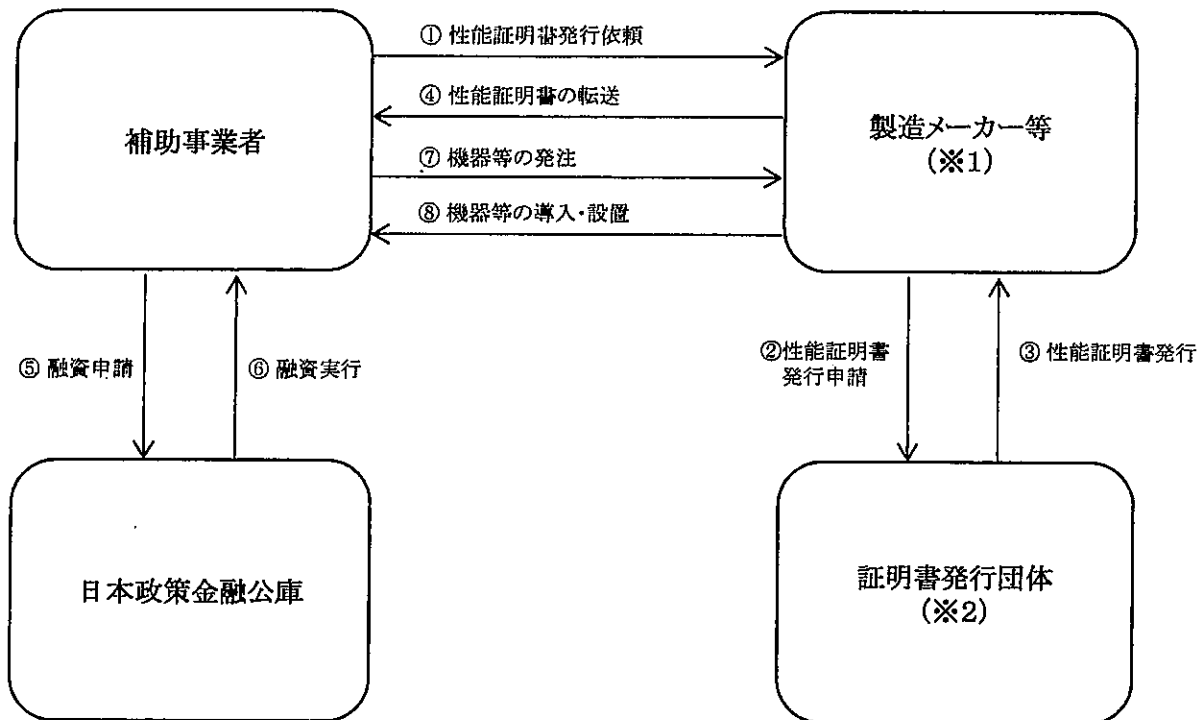 ① 性能証明書発行依頼
④ 性能証明書の転送
⑦ 機器等の発注
⑧ 機器等の導入・設置
補助事業者
製造メーカー等
(※1)
⑤ 融資申請
⑥ 融資実行
②性能証明書
発行申請
③ 性能証明書発行
日本政策金融公庫
証明書発行団体
(※2)